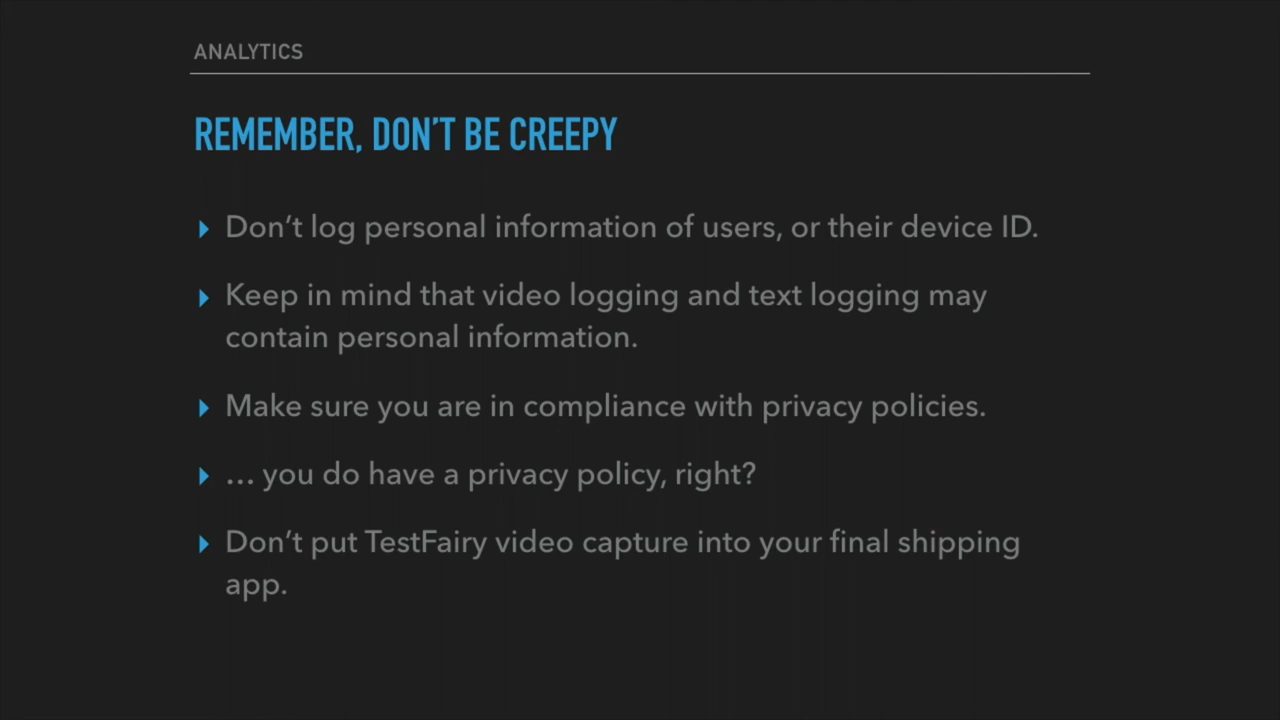 ANALYTICS
REMEMBER, DON’T BE CREEPY
▸ Don’t log personal information of users, or their device ID.
▸ Keep in mind that video logging and text logging may
contain personal information.
▸ Make sure you are in compliance with privacy policies.
▸ … you do have a privacy policy, right?
▸ Don’t put TestFairy video capture into your final shipping
app.